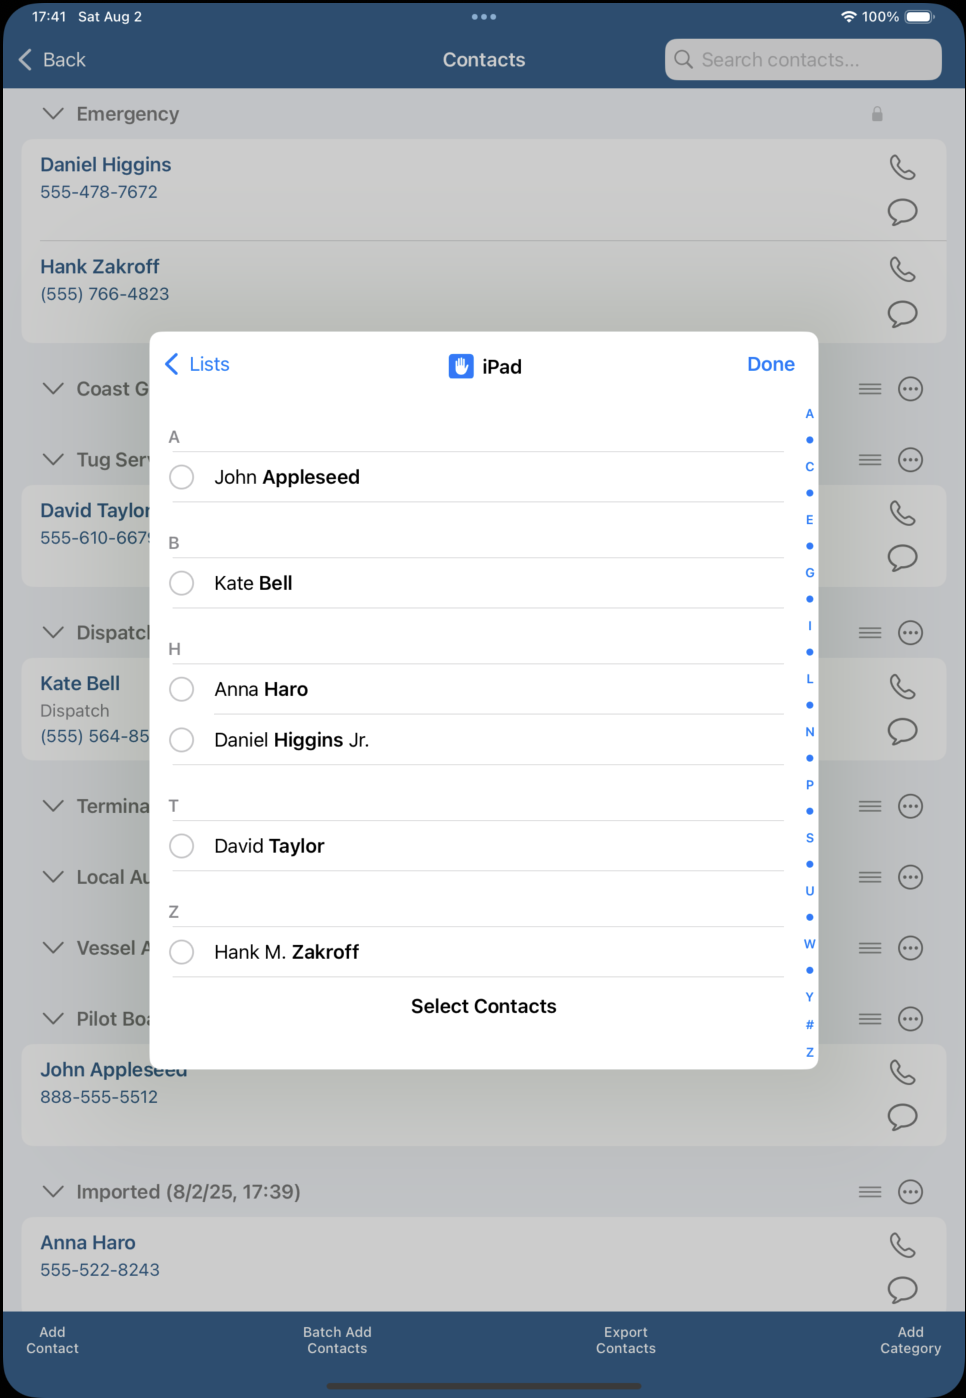 17:41 Sat Aug 2
100%
Back
Contacts
Search contacts...
Emergency
Daniel Higgins
555-478-7672
Hank Zakroff
(555) 766-4823
Lists
iPad
Done
Coast G
Tug Ser
David Taylor
555-610-667
Dispatc
Kate Bell
Dispatch
(555) 564-85
Termina
Local Au
Vessel A
Pilot Boa
A
John Appleseed
B
Kate Bell
H
Anna Haro
Daniel Higgins Jr.
T
David Taylor
Z
Hank M. Zakroff
Select Contacts
A
C
E
G
I
L
N
P
S
U
W
Y
#
Z
John Appleseed
888-555-5512
Imported (8/2/25, 17:39)
Anna Haro
555-522-8243
Add
Contact
Batch Add
Contacts
Export
Contacts
Add
Category